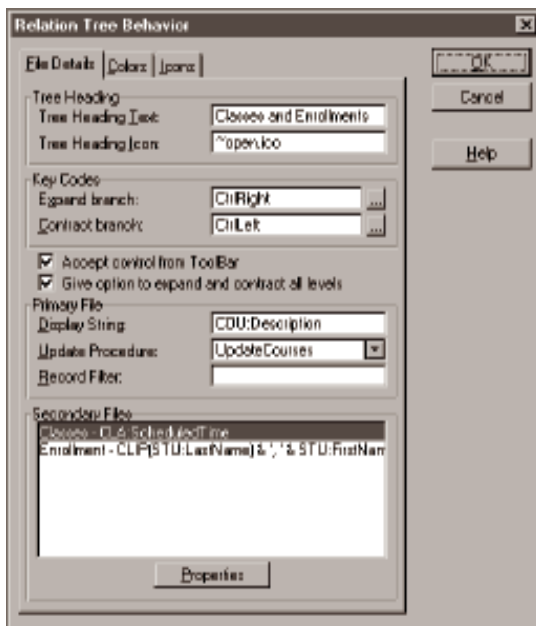 Relation Tree Behavior
File Details
Colors
Icons
OK
Cancel
Help
Tree Heading
Tree Heading Text: Classes and Enrollments
Tree Heading Icon: ~open.ico
Key Codes
Expand branch: CtrlRight ...
Contract branch: CtrlLeft ...
Accept control from ToolBar
Give option to expand and contract all levels
Primary File
Display String: COU:Description
Update Procedure: UpdateCourses
Record Filter:
Secondary Files
Classes - CLA:ScheduledTime
Enrollment - CLIP(STU:LastName) & ', ' & STU:FirstNam
Properties